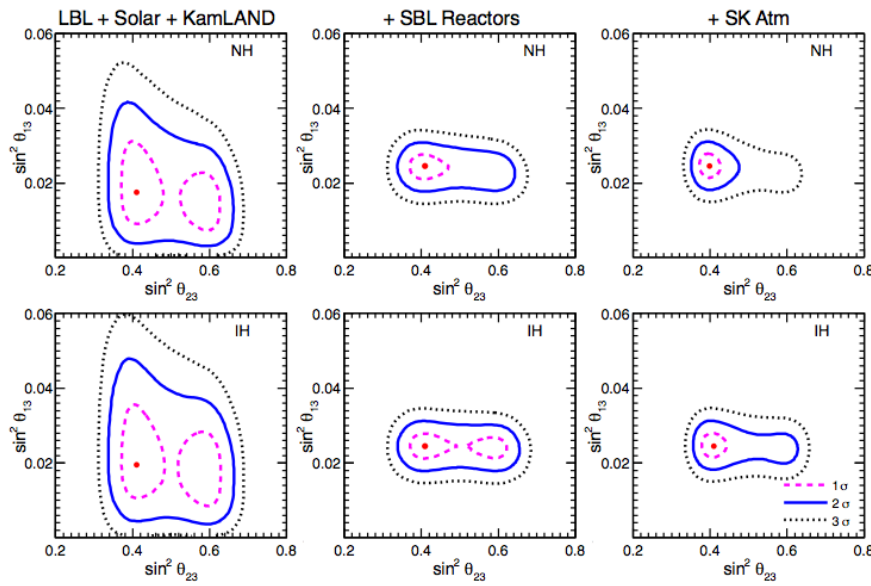 LBL + Solar + KamLAND
+ SBL Reactors
+ SK Atm
0.06
0.04
0.02
sin² θ₁₃
NH
0.2 0.4 0.6 0.8
sin² θ₂₃
0.06
0.04
0.02
sin² θ₁₃
NH
0.2 0.4 0.6 0.8
sin² θ₂₃
0.06
0.04
0.02
sin² θ₁₃
NH
0.2 0.4 0.6 0.8
sin² θ₂₃
0.06
0.04
0.02
sin² θ₁₃
IH
0.2 0.4 0.6 0.8
sin² θ₂₃
0.06
0.04
0.02
sin² θ₁₃
IH
0.2 0.4 0.6 0.8
sin² θ₂₃
0.06
0.04
0.02
sin² θ₁₃
IH
1 σ
2 σ
3 σ
0.2 0.4 0.6 0.8
sin² θ₂₃